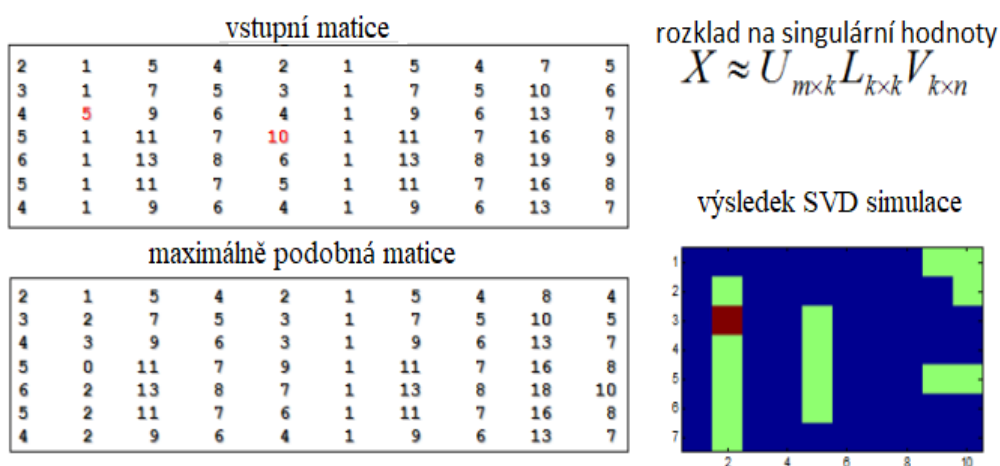 vstupní matice
2 1 5 4 2 1 5 4 7 5
3 1 7 5 3 1 7 5 10 6
4 5 9 6 4 1 9 6 13 7
5 1 11 7 10 1 11 7 16 8
6 1 13 8 6 1 13 8 19 9
5 1 11 7 5 1 11 7 16 8
4 1 9 6 4 1 9 6 13 7
maximálně podobná matice
2 1 5 4 2 1 5 4 8 4
3 2 7 5 3 1 7 5 10 5
4 3 9 6 3 1 9 6 13 7
5 0 11 7 9 1 11 7 16 8
6 2 13 8 7 1 13 8 18 10
5 2 11 7 6 1 11 7 16 8
4 2 9 6 4 1 9 6 13 7
rozklad na singulární hodnoty
X ≈ U m×k L k×k V k×n
výsledek SVD simulace
1
2
3
4
5
6
7
2 4 6 8 10